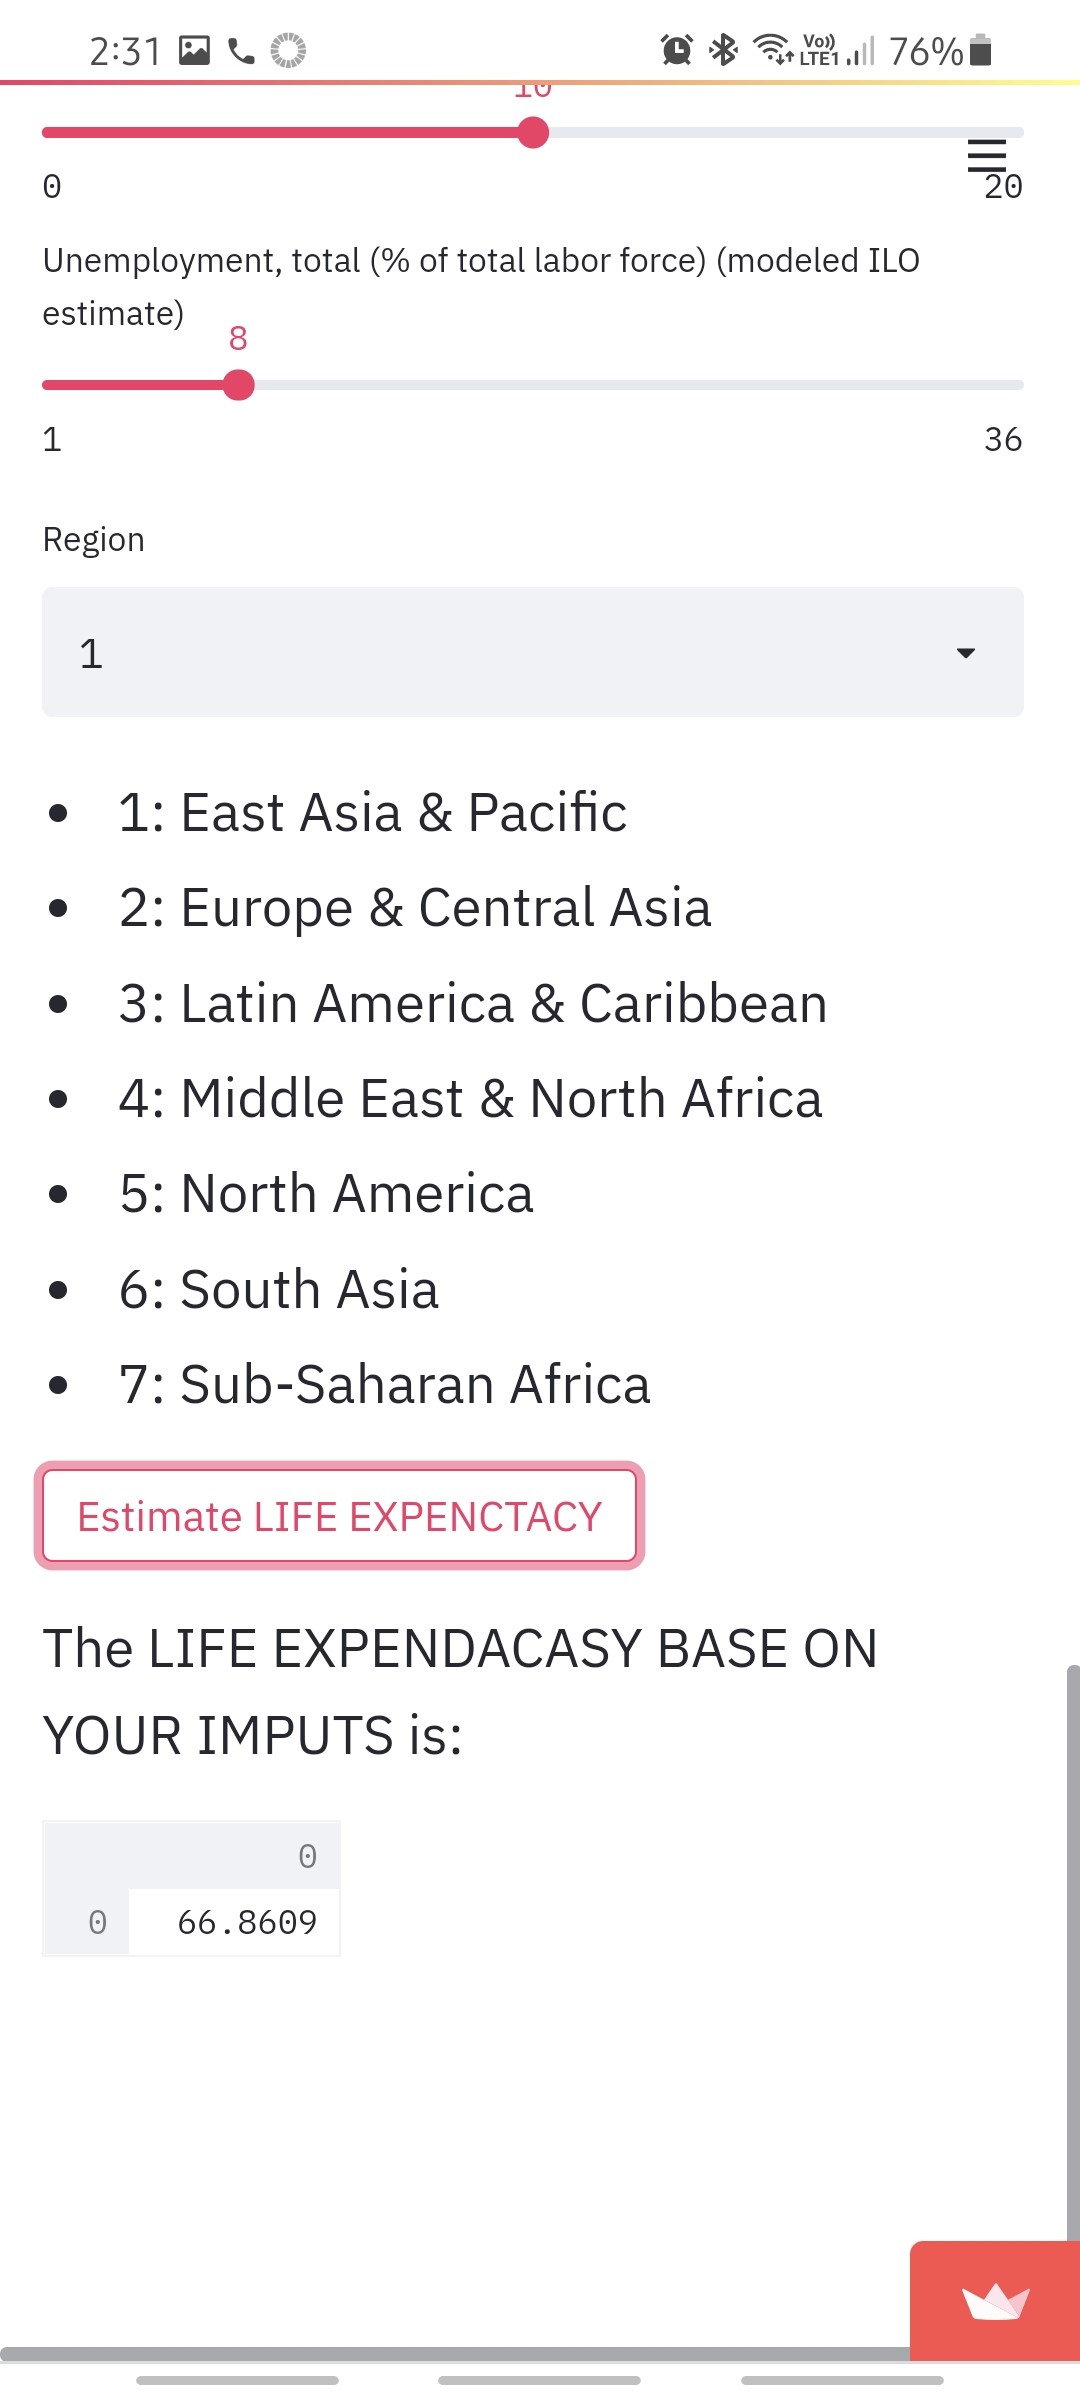 2:31 Vo)) LTE1 76%
10
0 20
Unemployment, total (% of total labor force) (modeled ILO
estimate)
8
1 36
Region
1
1: East Asia & Pacific
2: Europe & Central Asia
3: Latin America & Caribbean
4: Middle East & North Africa
5: North America
6: South Asia
7: Sub-Saharan Africa
Estimate LIFE EXPENCTACY
The LIFE EXPENDACASY BASE ON
YOUR IMPUTS is:
0
0 66.8609